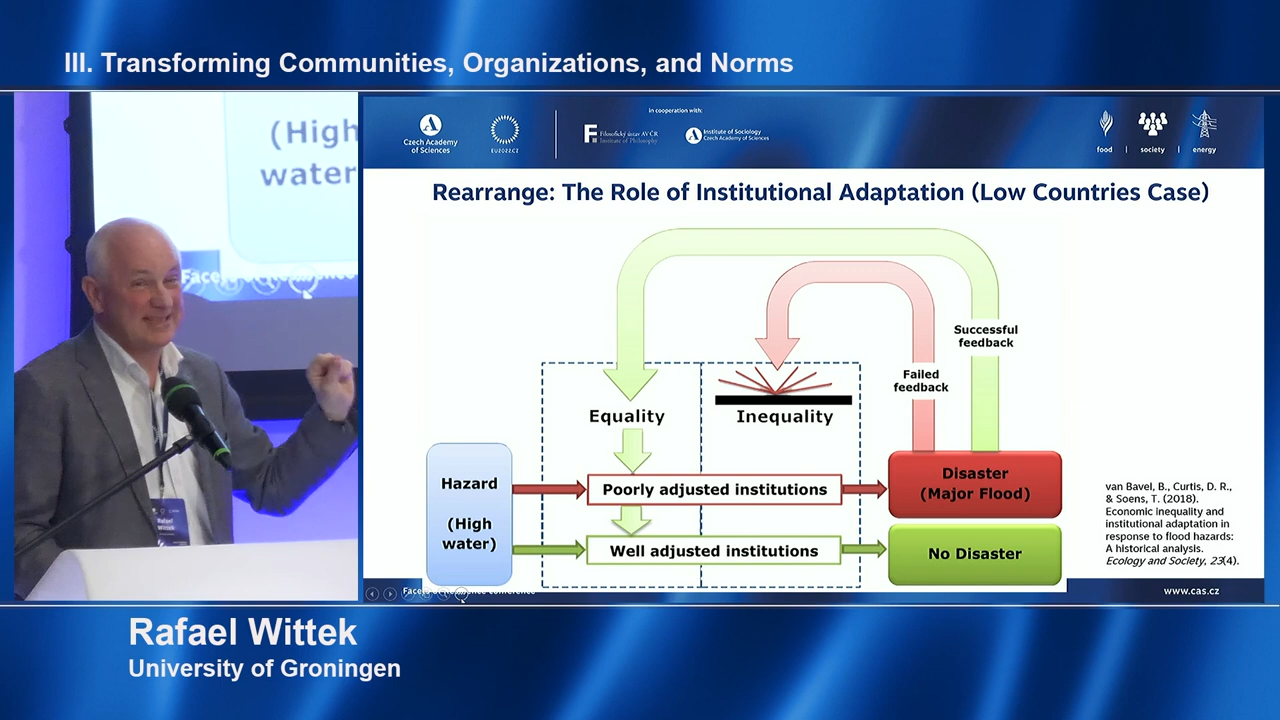 III. Transforming Communities, Organizations, and Norms
(High
water
Rafael
Wittek
In cooperation with:
Czech Academy
of Sciences
EU2022.CZ
Filosofický ústav AV ČR
Institute of Philosophy
Institute of Sociology
Czech Academy of Sciences
food | society | energy
Rearrange: The Role of Institutional Adaptation (Low Countries Case)
Successful
feedback
Failed
feedback
Equality
Inequality
Hazard
(High
water)
Poorly adjusted institutions
Well adjusted institutions
Disaster
(Major Flood)
No Disaster
van Bavel, B., Curtis, D. R.,
& Soens, T. (2018).
Economic inequality and
institutional adaptation in
response to flood hazards:
A historical analysis.
Ecology and Society, 23(4).
www.cas.cz
Rafael Wittek
University of Groningen